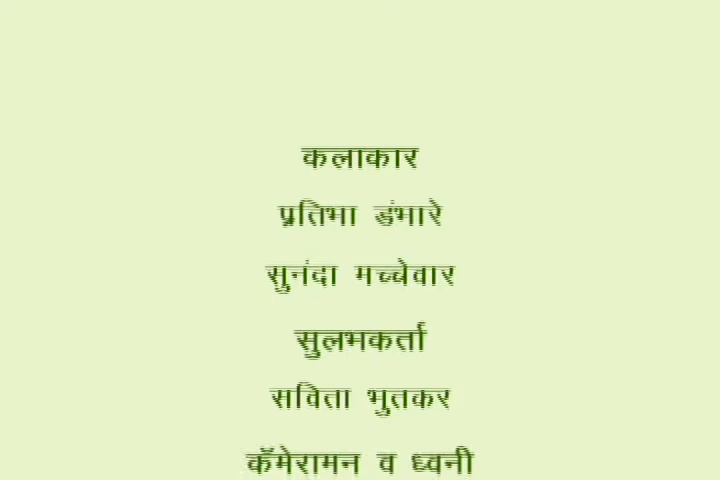 कलाकार
प्रतिभा डंभारे
सुनंदा मच्चेवार
सुलभकर्ता
सविता भुतकर
कॅमेरामन व ध्वनी